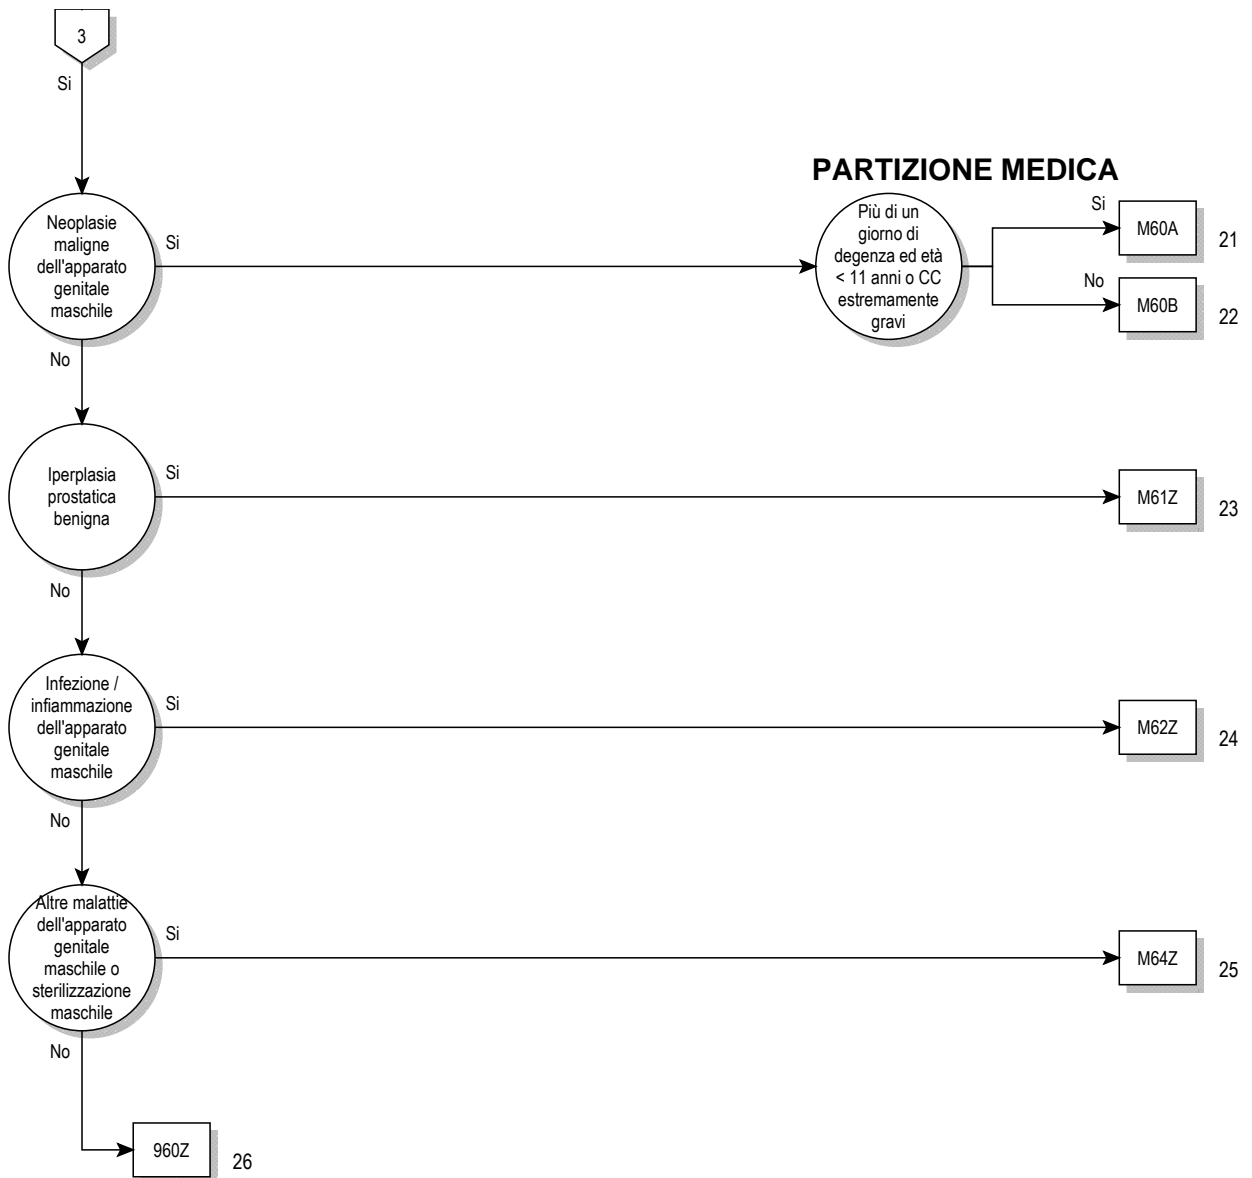 3
Si
PARTIZIONE MEDICA
Neoplasie
maligne
dell'apparato
genitale
maschile
Si
Più di un
giorno di
degenza ed età
< 11 anni o CC
estremamente
gravi
Si
M60A
21
No
M60B
22
No
Iperplasia
prostatica
benigna
Si
M61Z
23
No
Infezione /
infiammazione
dell'apparato
genitale
maschile
Si
M62Z
24
No
Altre malattie
dell'apparato
genitale
maschile o
sterilizzazione
maschile
Si
M64Z
25
No
960Z
26